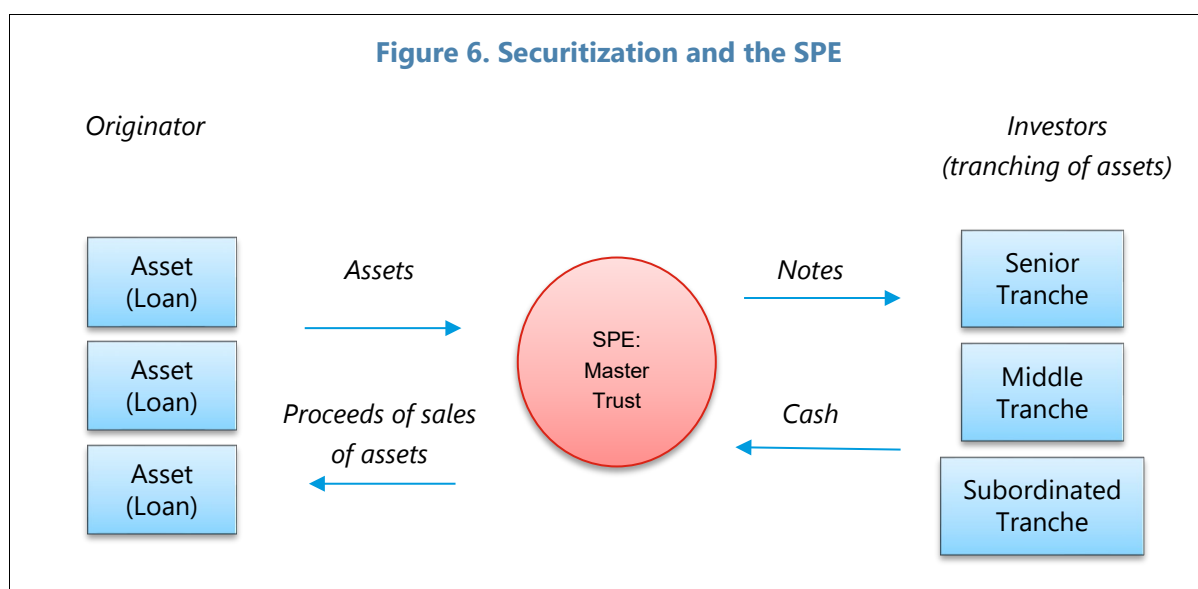 Figure 6. Securitization and the SPE
Originator
Investors
(tranching of assets)
Asset
(Loan)
Asset
(Loan)
Asset
(Loan)
Assets
Proceeds of sales
of assets
SPE:
Master
Trust
Notes
Cash
Senior
Tranche
Middle
Tranche
Subordinated
Tranche